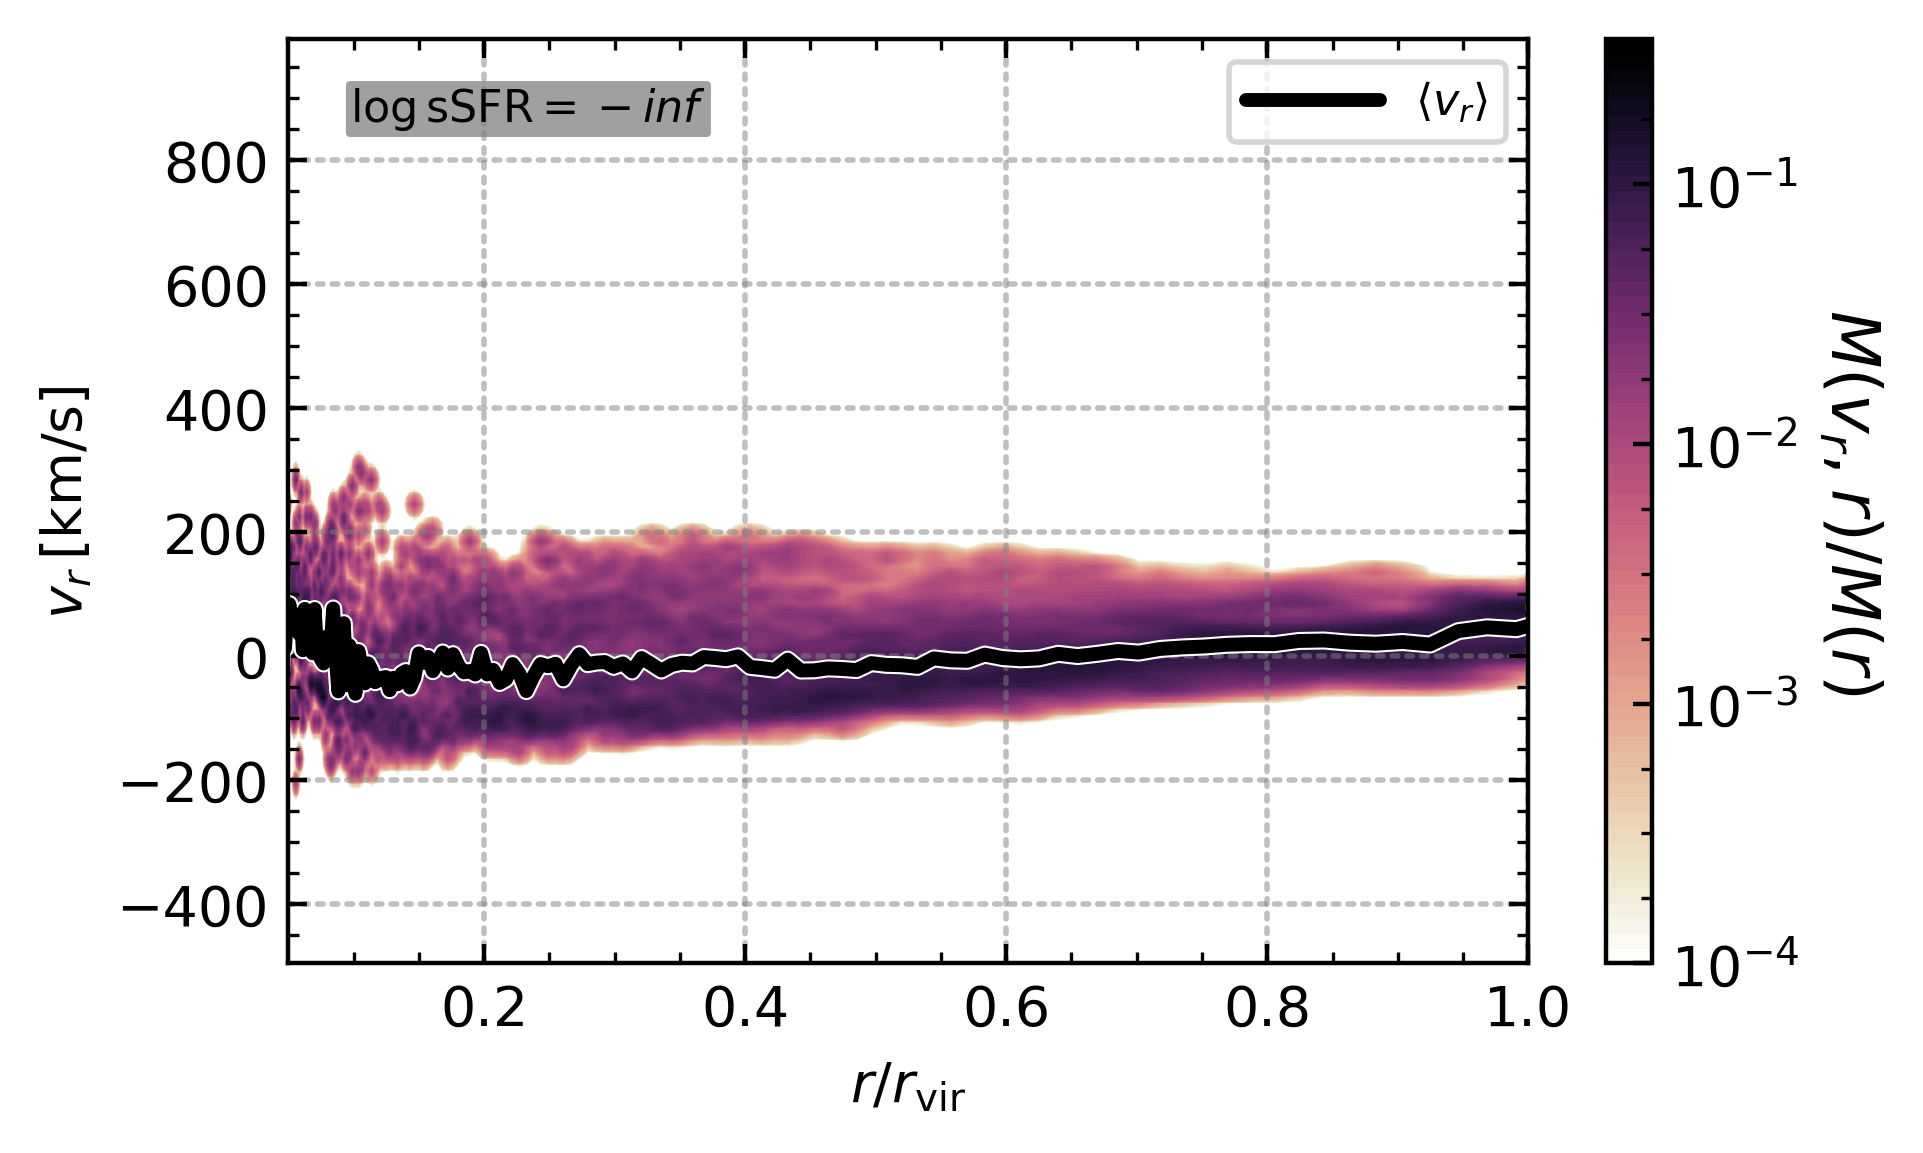 log sSFR = −inf
⟨v_r⟩
800
600
400
200
0
−200
−400
v_r [km/s]
0.2 0.4 0.6 0.8 1.0
r/r_vir
10⁻¹
10⁻²
10⁻³
10⁻⁴
M(v_r, r)/M(r)